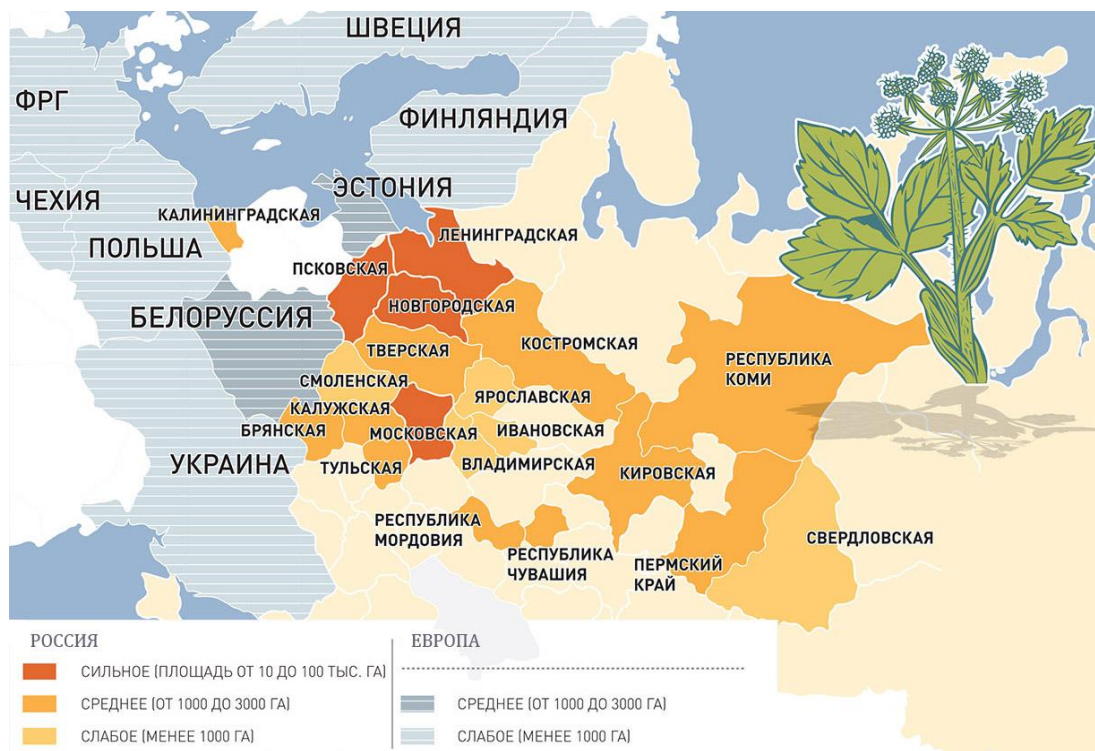 ШВЕЦИЯ
ФРГ
ФИНЛЯНДИЯ
ЧЕХИЯ
ЭСТОНИЯ
КАЛИНИНГРАДСКАЯ
ПОЛЬША
ЛЕНИНГРАДСКАЯ
ПСКОВСКАЯ
НОВГОРОДСКАЯ
БЕЛОРУССИЯ
КОСТРОМСКАЯ
ТВЕРСКАЯ
РЕСПУБЛИКА
КОМИ
СМОЛЕНСКАЯ
ЯРОСЛАВСКАЯ
КАЛУЖСКАЯ
БРЯНСКАЯ
МОСКОВСКАЯ
ИВАНОВСКАЯ
УКРАИНА
ТУЛЬСКАЯ
ВЛАДИМИРСКАЯ
КИРОВСКАЯ
РЕСПУБЛИКА
МОРДОВИЯ
РЕСПУБЛИКА
ЧУВАШИЯ
ПЕРМСКИЙ
КРАЙ
СВЕРДЛОВСКАЯ
РОССИЯ
СИЛЬНОЕ (ПЛОЩАДЬ ОТ 10 ДО 100 ТЫС. ГА)
СРЕДНЕЕ (ОТ 1000 ДО 3000 ГА)
СЛАБОЕ (МЕНЕЕ 1000 ГА)
ЕВРОПА
СРЕДНЕЕ (ОТ 1000 ДО 3000 ГА)
СЛАБОЕ (МЕНЕЕ 1000 ГА)